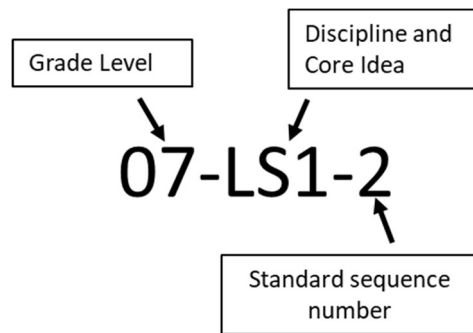 Discipline and
Core Idea
Grade Level
07-LS1-2
Standard sequence
number